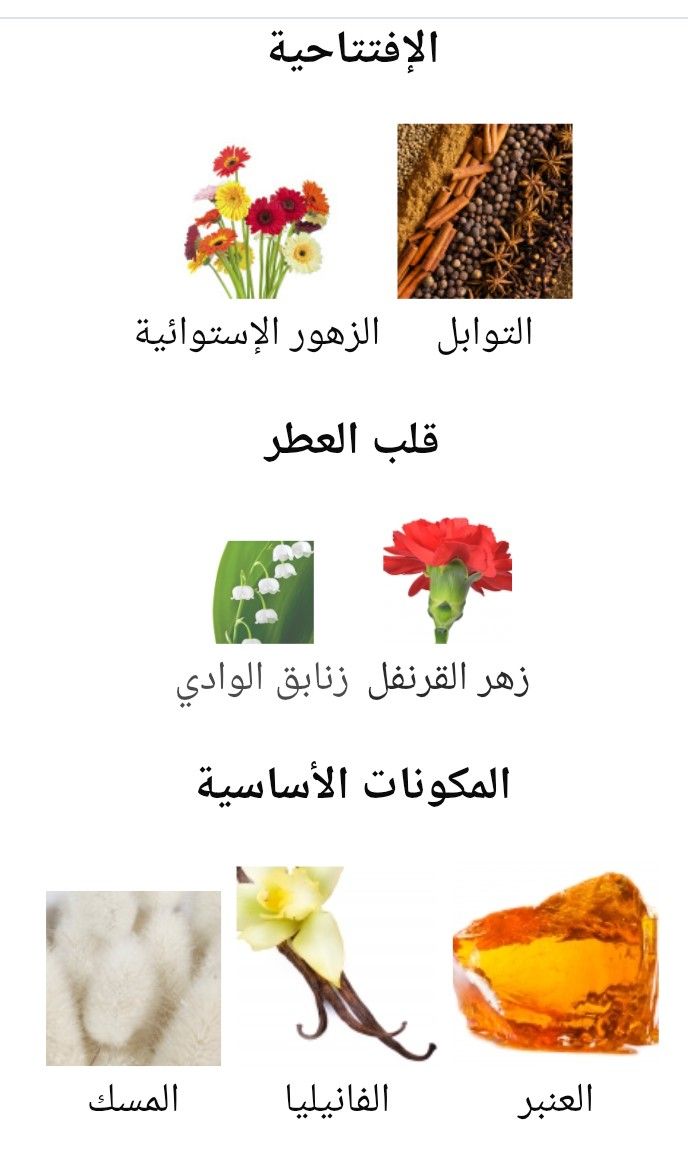 الإفتتاحية
التوابل الزهور الإستوائية
قلب العطر
زهر القرنفل زنابق الوادي
المكونات الأساسية
العنبر الفانيليا المسك